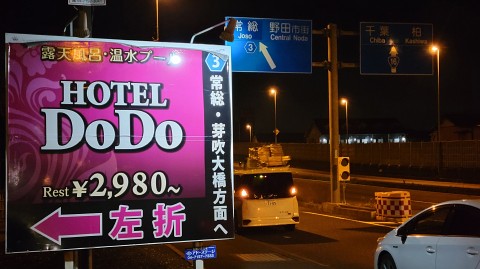 露天風呂・温水プール
HOTEL
DODO
Rest ¥2,980~
左折
③常総・芽吹大橋方面へ
常総 野田市街
Joso Central Noda
3
千葉 柏
Chiba Kashiwa
16